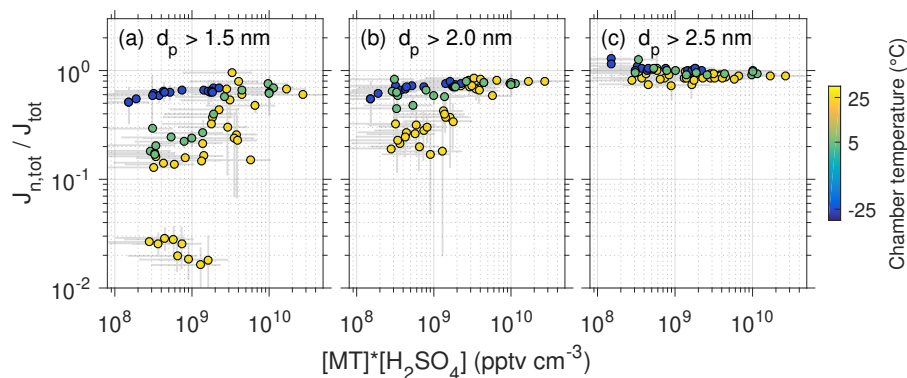 (a) d_p > 1.5 nm
(b) d_p > 2.0 nm
(c) d_p > 2.5 nm
10^0
10^-1
10^-2
J_n,tot / J_tot
10^8 10^9 10^10
10^8 10^9 10^10
10^8 10^9 10^10
[MT]*[H_2SO_4] (pptv cm^-3)
25
5
-25
Chamber temperature (°C)